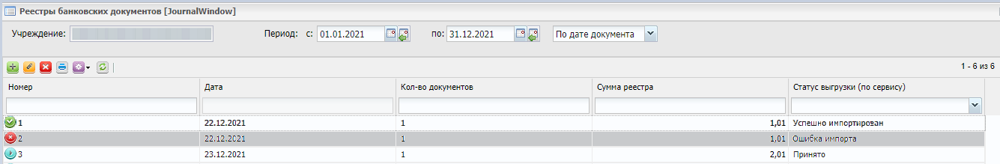 Реестры банковских документов [JournalWindow]
Учреждение: Период: с: 01.01.2021 по: 31.12.2021 По дате документа
1 - 6 из 6
Номер Дата Кол-во документов Сумма реестра Статус выгрузки (по сервису)
1 22.12.2021 1 1,01 Успешно импортирован
2 22.12.2021 1 1,01 Ошибка импорта
3 23.12.2021 1 2,01 Принято